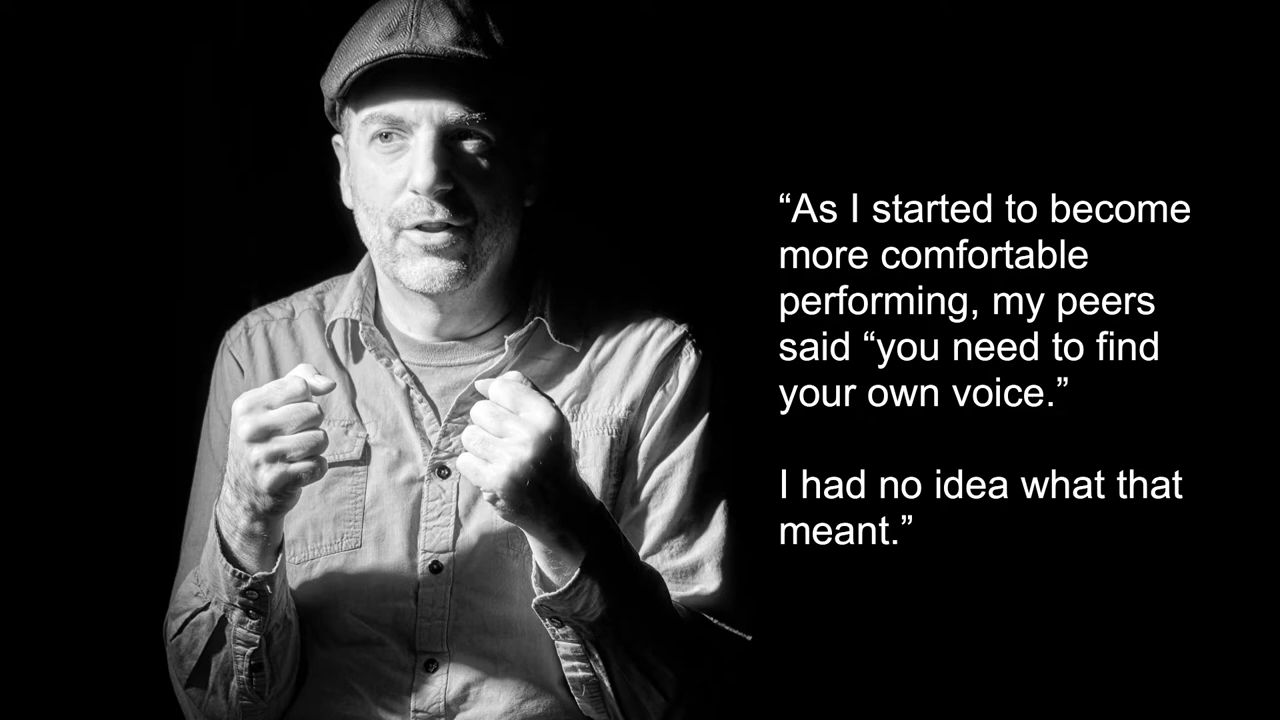 “As I started to become
more comfortable
performing, my peers
said “you need to find
your own voice.”
I had no idea what that
meant.”